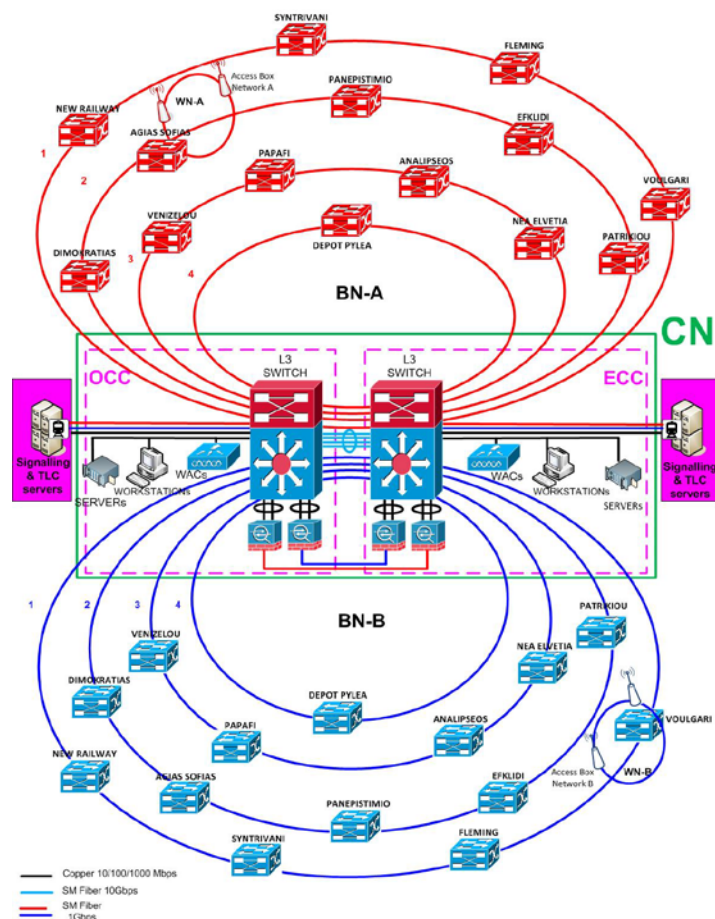 SYNTRIVANI
FLEMING
Access Box
Network A
WN-A
PANEPISTIMIO
NEW RAILWAY
AGIAS SOFIAS
EFKLIDI
1
PAPAFI
ANALIPSEOS
2
VOULGARI
VENIZELOU
NEA ELVETIA
DEPOT PYLEA
PATRIKIOU
DIMOKRATIAS
3
4
BN-A
CN
L3
SWITCH
L3
SWITCH
OCC
ECC
Signalling
& TLC
servers
SERVERs
WORKSTATIONs
WACs
WACs
WORKSTATIONs
SERVERs
Signalling
& TLC
servers
1
2
3
4
BN-B
PATRIKIOU
VENIZELOU
NEA ELVETIA
DIMOKRATIAS
DEPOT PYLEA
VOULGARI
PAPAFI
ANALIPSEOS
NEW RAILWAY
Access Box
Network B
WN-B
AGIAS SOFIAS
EFKLIDI
PANEPISTIMIO
SYNTRIVANI
FLEMING
Copper 10/100/1000 Mbps
SM Fiber 10Gbps
SM Fiber
1Gbps